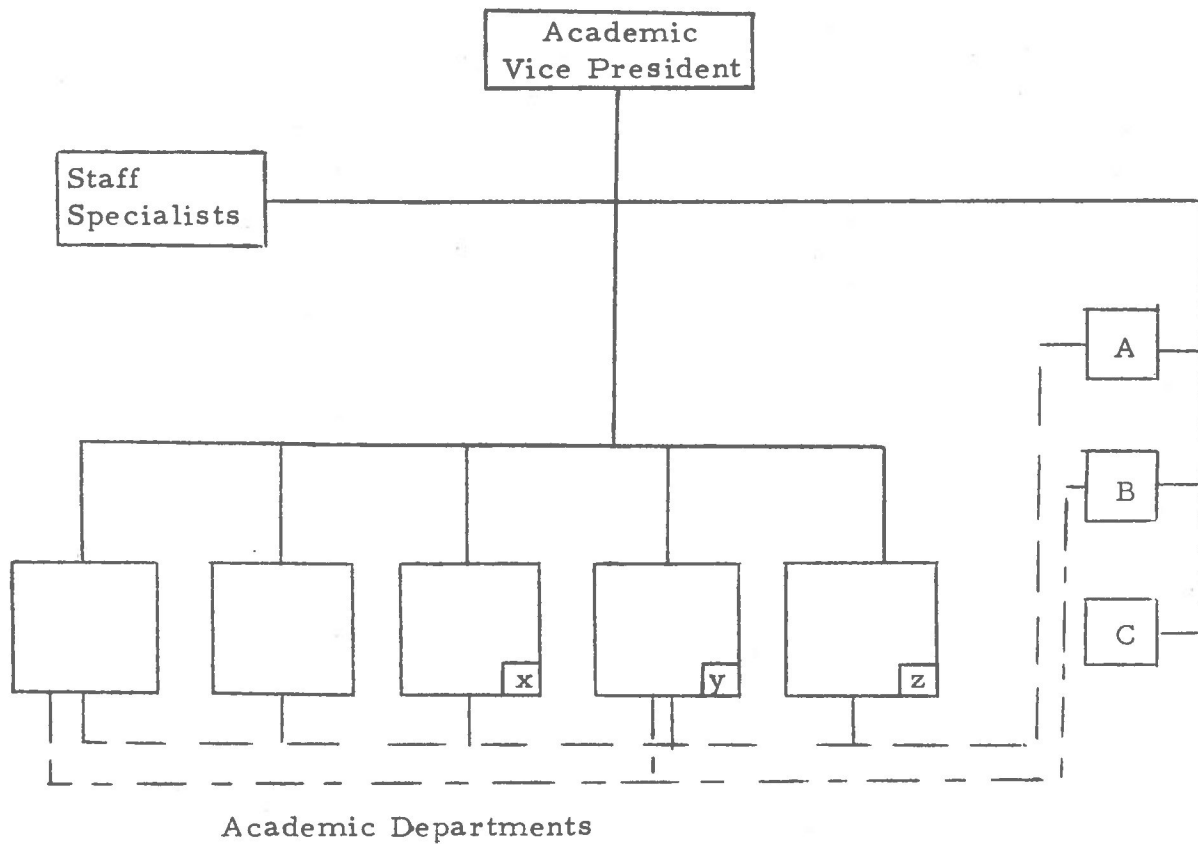 Academic
Vice President
Staff
Specialists
A
B
C
x
y
z
Academic Departments